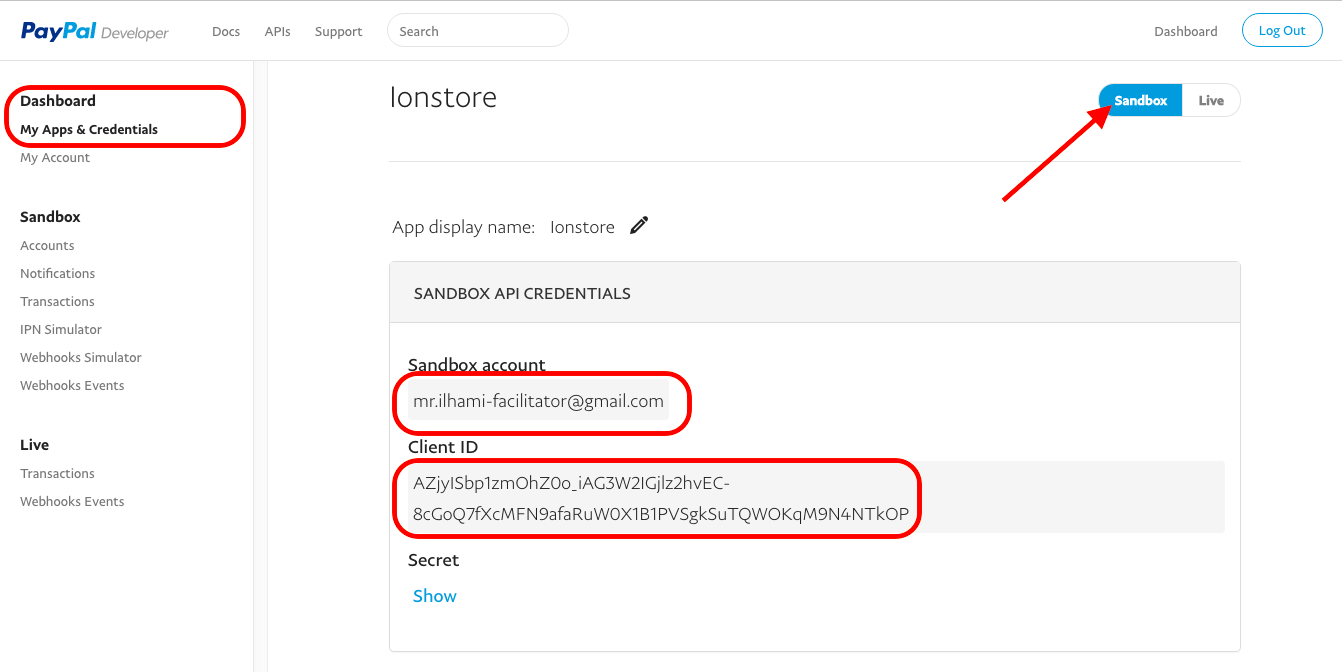 PayPal Developer
Docs
APIs
Support
Search
Dashboard
Log Out
Dashboard
My Apps & Credentials
My Account
Sandbox
Accounts
Notifications
Transactions
IPN Simulator
Webhooks Simulator
Webhooks Events
Live
Transactions
Webhooks Events
Ionstore
Sandbox
Live
App display name: Ionstore
SANDBOX API CREDENTIALS
Sandbox account
mr.ilhami-facilitator@gmail.com
Client ID
AZjyISbp1zmOhZ0o_iAG3W2IGjlz2hvEC-
8cGoQ7fXcMFN9afaRuW0X1B1PVSgkSuTQWOKqM9N4NTkOP
Secret
Show